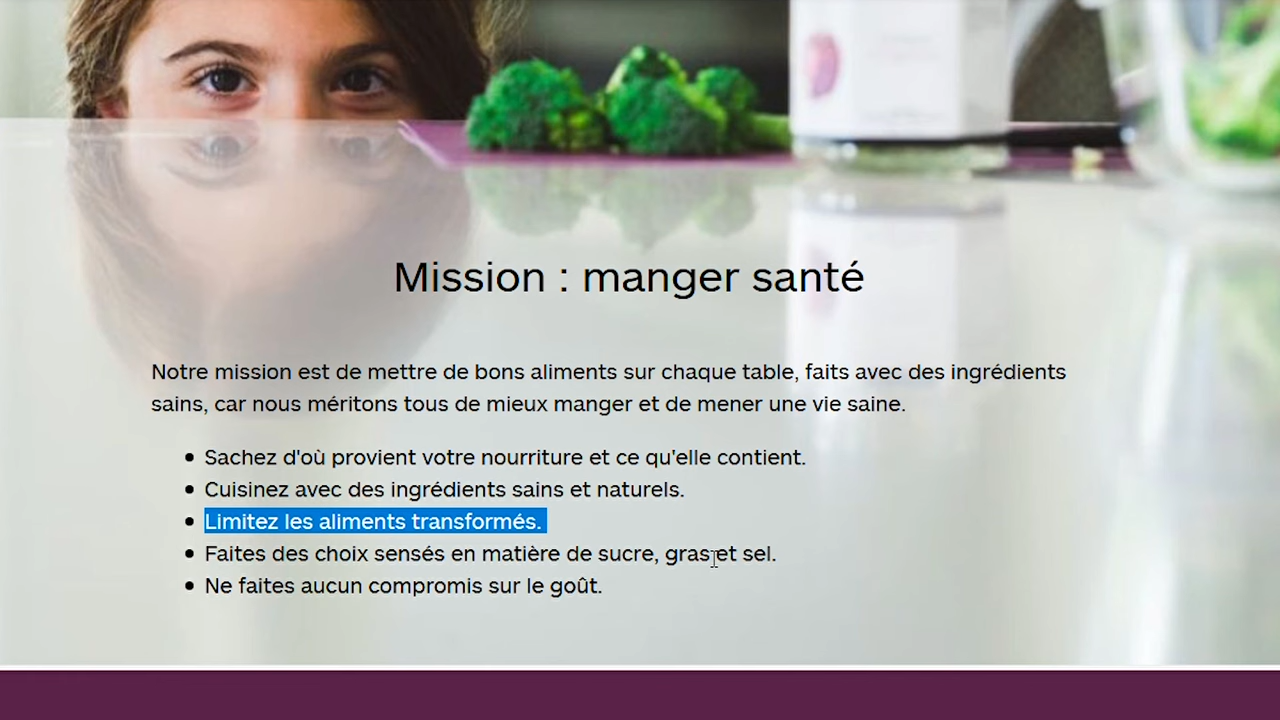 Mission : manger santé
Notre mission est de mettre de bons aliments sur chaque table, faits avec des ingrédients
sains, car nous méritons tous de mieux manger et de mener une vie saine.
Sachez d'où provient votre nourriture et ce qu'elle contient.
Cuisinez avec des ingrédients sains et naturels.
Limitez les aliments transformés.
Faites des choix sensés en matière de sucre, gras et sel.
Ne faites aucun compromis sur le goût.